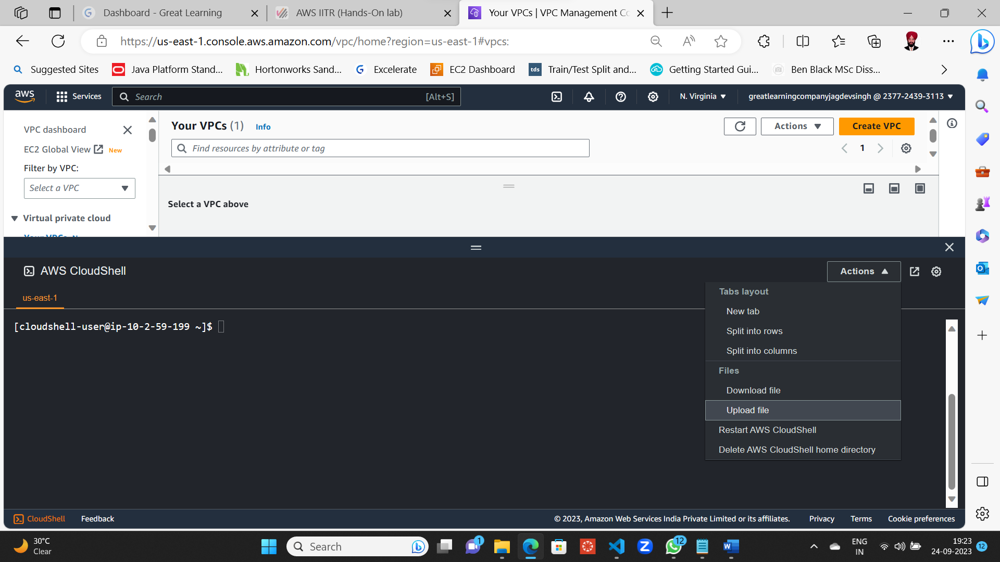 Dashboard - Great Learning
AWS IITR (Hands-On lab)
Your VPCs | VPC Management Co
https://us-east-1.console.aws.amazon.com/vpc/home?region=us-east-1#vpcs:
Suggested Sites
Java Platform Stand...
Hortonworks Sand...
Excelerate
EC2 Dashboard
tds
Train/Test Split and...
Getting Started Gui...
Ben Black MSc Diss...
aws
Services
Search
[Alt+S]
N. Virginia
greatlearningcompanyjagdevsingh @ 2377-2439-3113
VPC dashboard
EC2 Global View
New
Filter by VPC:
Select a VPC
Virtual private cloud
Your VPCs
Your VPCs (1)
Info
Actions
Create VPC
Find resources by attribute or tag
1
Select a VPC above
AWS CloudShell
Actions
us-east-1
[cloudshell-user@ip-10-2-59-199 ~]$
Tabs layout
New tab
Split into rows
Split into columns
Files
Download file
Upload file
Restart AWS CloudShell
Delete AWS CloudShell home directory
CloudShell
Feedback
© 2023, Amazon Web Services India Private Limited or its affiliates.
Privacy
Terms
Cookie preferences
30°C
Clear
Search
1
12
ENG
IN
19:23
24-09-2023
12